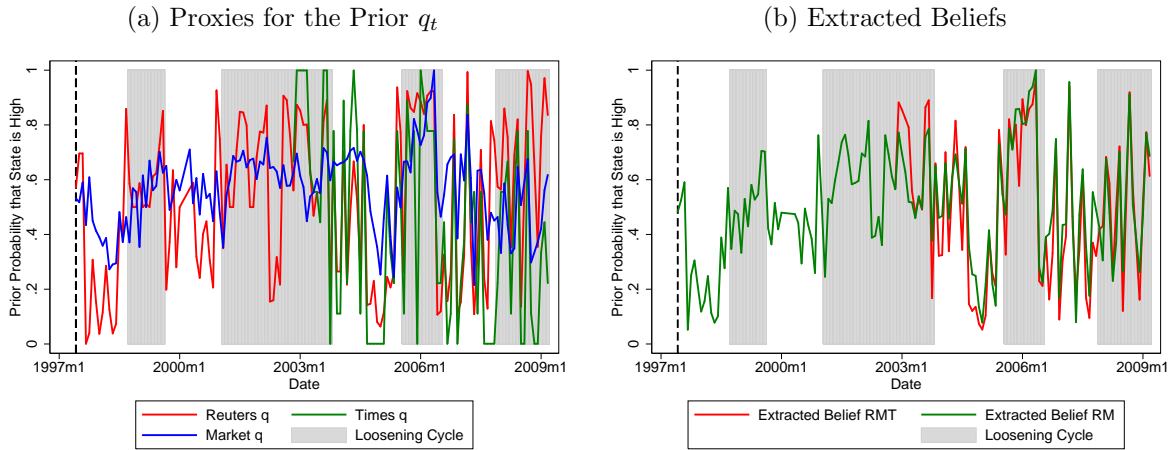 (a) Proxies for the Prior qt
Prior Probability that State is High
1
.8
.6
.4
.2
0
1997m1 2000m1 2003m1 2006m1 2009m1
Date
Reuters q Times q
Market q Loosening Cycle
(b) Extracted Beliefs
Prior Probability that State is High
1
.8
.6
.4
.2
0
1997m1 2000m1 2003m1 2006m1 2009m1
Date
Extracted Belief RMT Extracted Belief RM
Loosening Cycle